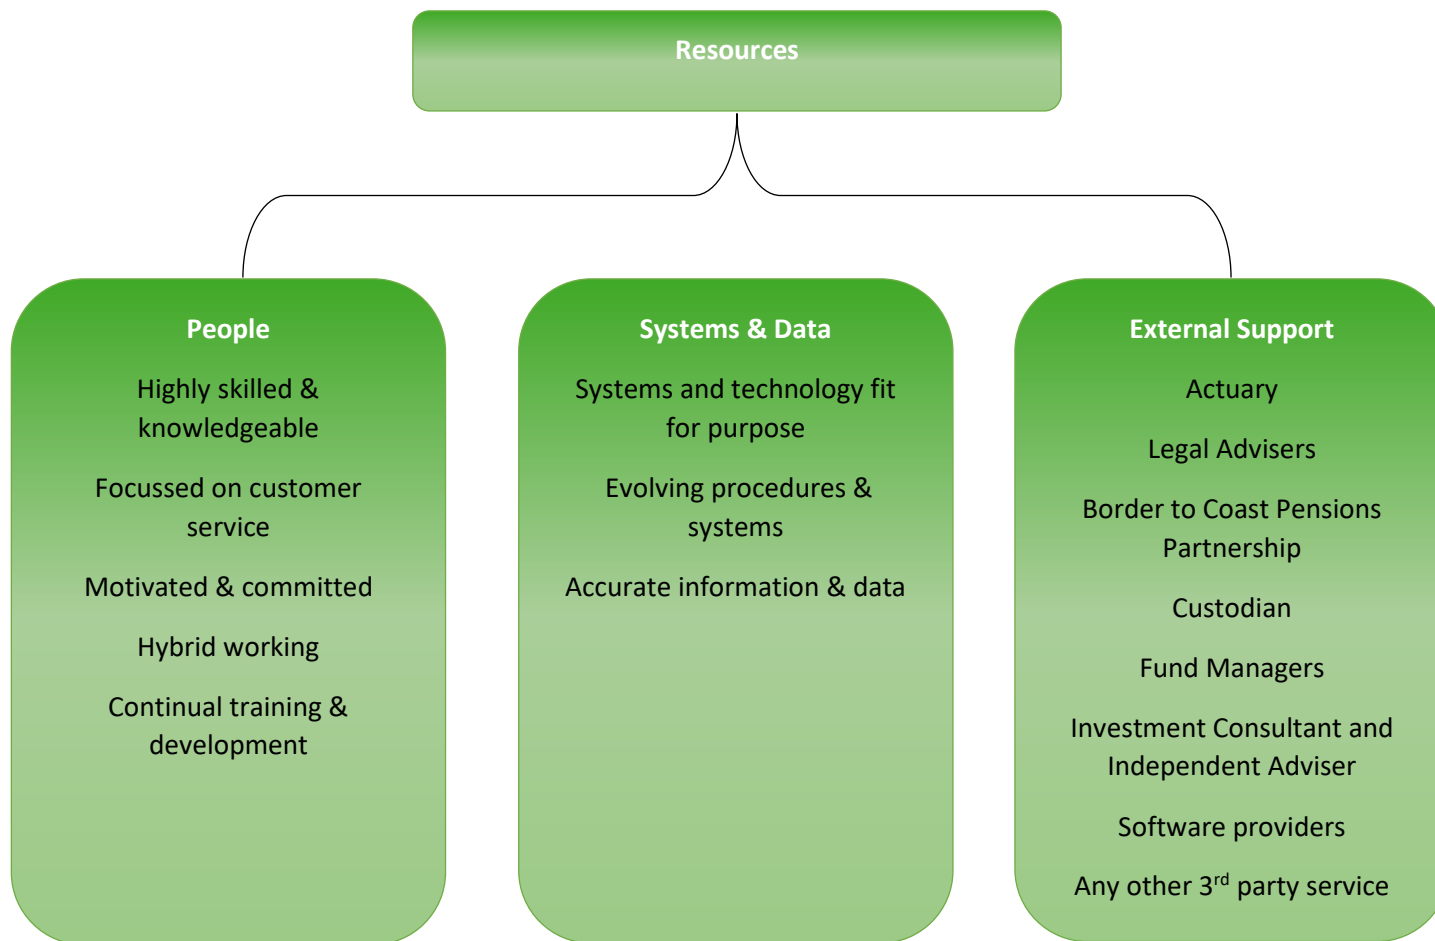 Resources
People
Highly skilled &
knowledgeable
Focussed on customer
service
Motivated & committed
Hybrid working
Continual training &
development
Systems & Data
Systems and technology fit
for purpose
Evolving procedures &
systems
Accurate information & data
External Support
Actuary
Legal Advisers
Border to Coast Pensions
Partnership
Custodian
Fund Managers
Investment Consultant and
Independent Adviser
Software providers
Any other 3rd party service